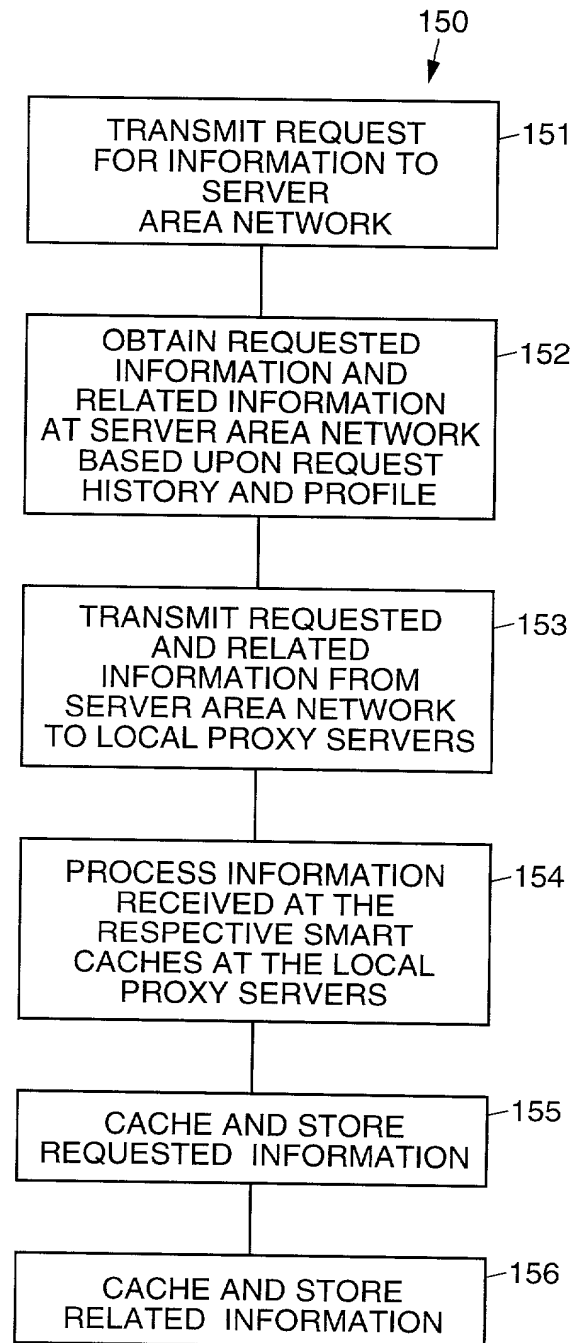 150
TRANSMIT REQUEST
FOR INFORMATION TO
SERVER
AREA NETWORK
151
OBTAIN REQUESTED
INFORMATION AND
RELATED INFORMATION
AT SERVER AREA NETWORK
BASED UPON REQUEST
HISTORY AND PROFILE
152
TRANSMIT REQUESTED
AND RELATED
INFORMATION FROM
SERVER AREA NETWORK
TO LOCAL PROXY SERVERS
153
PROCESS INFORMATION
RECEIVED AT THE
RESPECTIVE SMART
CACHES AT THE LOCAL
PROXY SERVERS
154
CACHE AND STORE
REQUESTED INFORMATION
155
CACHE AND STORE
RELATED INFORMATION
156